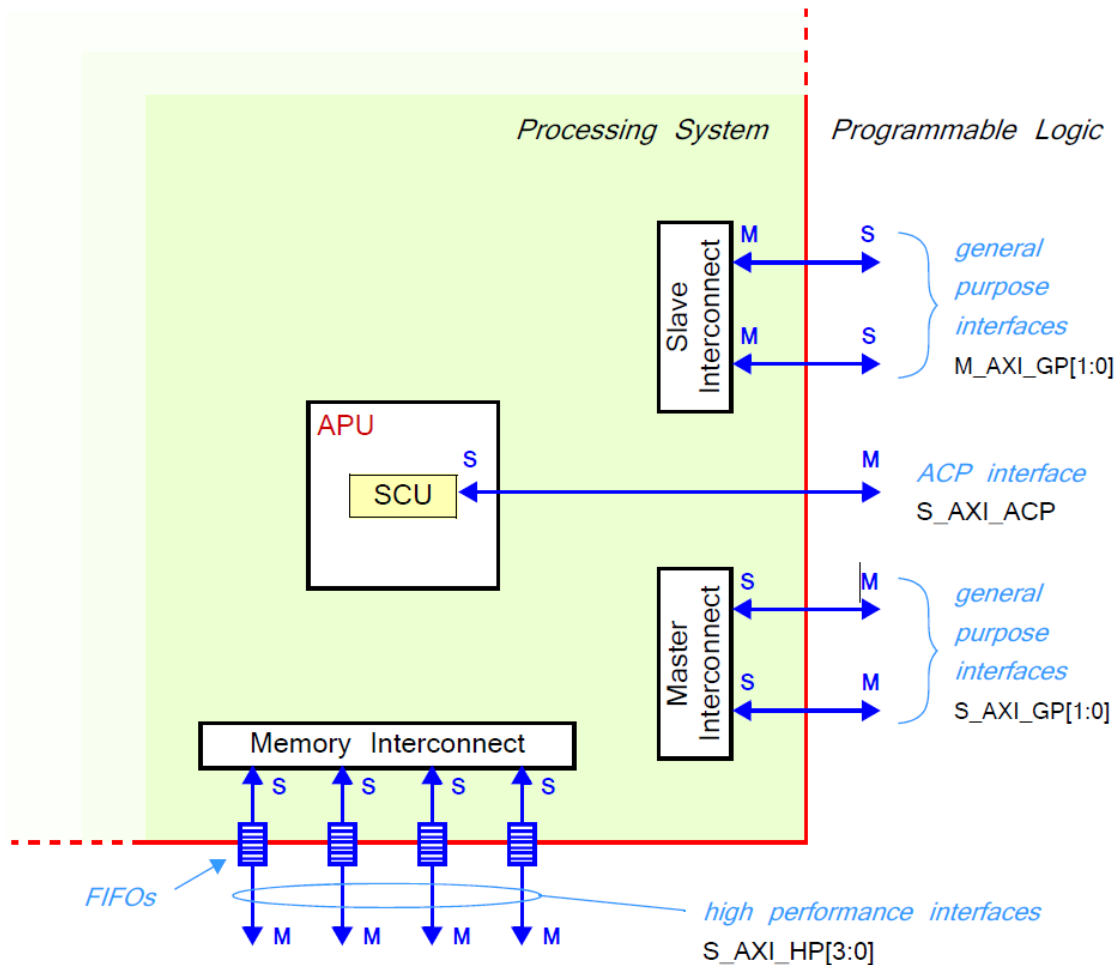 Processing System
Programmable Logic
M
S
general
purpose
interfaces
M_AXI_GP[1:0]
Slave
Interconnect
M
S
APU
SCU
S
M
ACP interface
S_AXI_ACP
Master
Interconnect
S
M
general
purpose
interfaces
S_AXI_GP[1:0]
S
M
Memory Interconnect
S
S
S
S
FIFOs
M
M
M
M
high performance interfaces
S_AXI_HP[3:0]